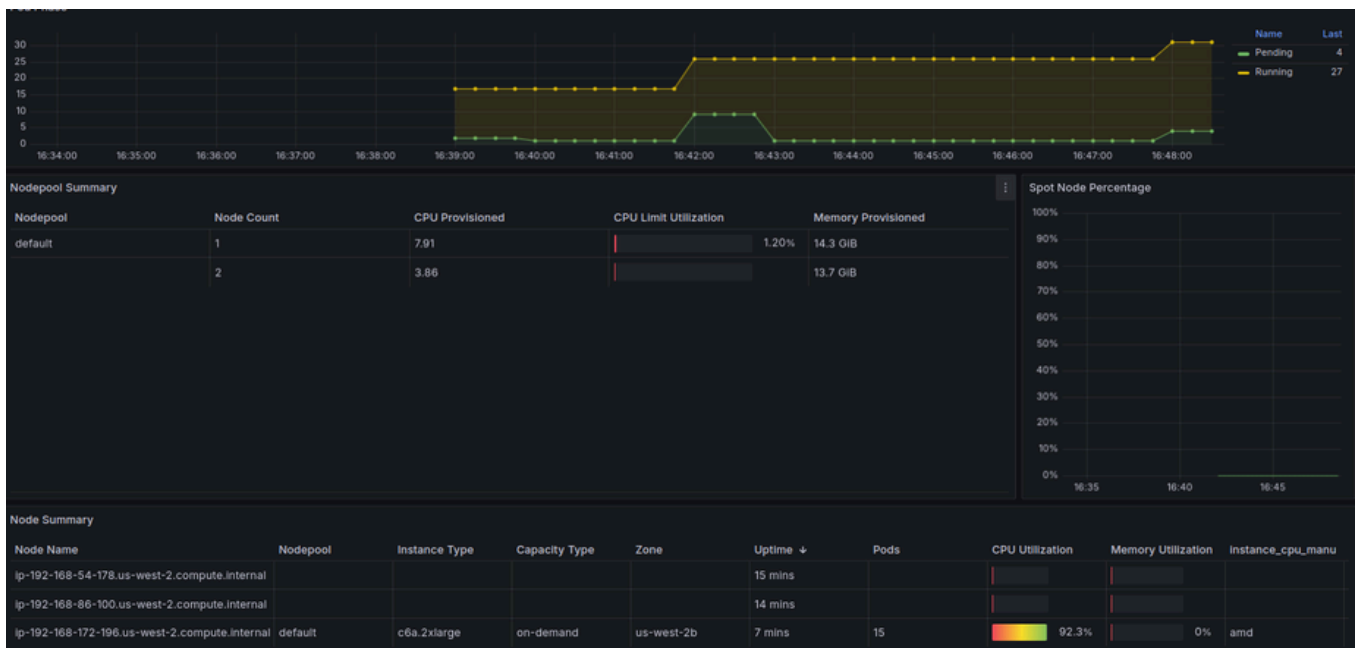 Name Last
30
Pending 4
25
Running 27
20
15
10
5
0
16:34:00 16:35:00 16:36:00 16:37:00 16:38:00 16:39:00 16:40:00 16:41:00 16:42:00 16:43:00 16:44:00 16:45:00 16:46:00 16:47:00 16:48:00
Nodepool Summary
Nodepool Node Count CPU Provisioned CPU Limit Utilization Memory Provisioned
default 1 7.91 1.20% 14.3 GiB
2 3.86 13.7 GiB
Spot Node Percentage
100%
90%
80%
70%
60%
50%
40%
30%
20%
10%
0%
16:35 16:40 16:45
Node Summary
Node Name Nodepool Instance Type Capacity Type Zone Uptime ↓ Pods CPU Utilization Memory Utilization instance_cpu_manu
ip-192-168-54-178.us-west-2.compute.internal 15 mins
ip-192-168-86-100.us-west-2.compute.internal 14 mins
ip-192-168-172-196.us-west-2.compute.internal default c6a.2xlarge on-demand us-west-2b 7 mins 15 92.3% 0% amd